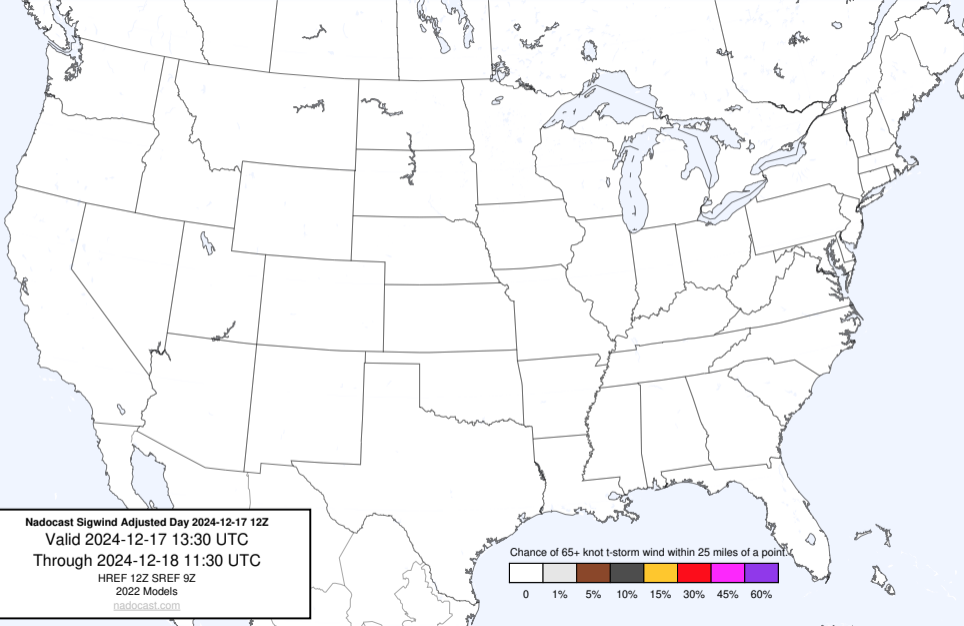 Nadocast Sigwind Adjusted Day 2024-12-17 12Z
Valid 2024-12-17 13:30 UTC
Through 2024-12-18 11:30 UTC
HREF 12Z SREF 9Z
2022 Models
nadocast.com
Chance of 65+ knot t-storm wind within 25 miles of a point.
0 1% 5% 10% 15% 30% 45% 60%